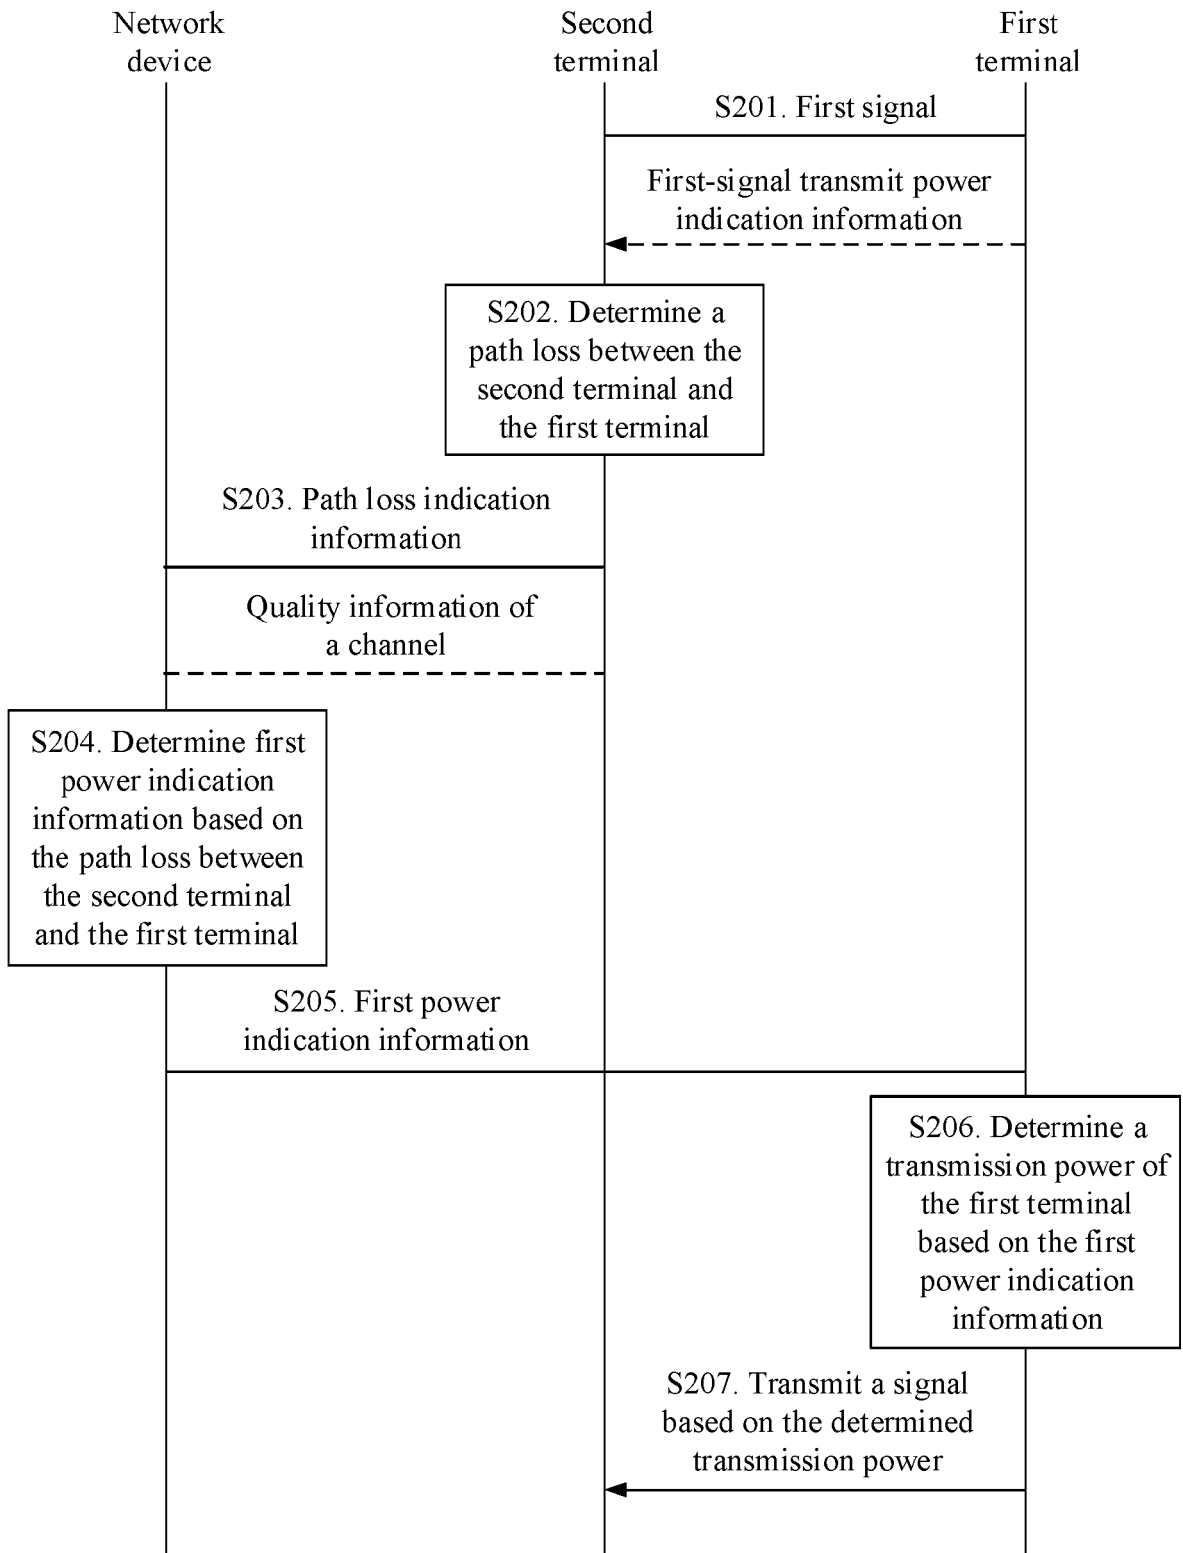 Network
device
Second
terminal
First
terminal
S201. First signal
First-signal transmit power
indication information
S202. Determine a
path loss between the
second terminal and
the first terminal
S203. Path loss indication
information
Quality information of
a channel
S204. Determine first
power indication
information based on
the path loss between
the second terminal
and the first terminal
S205. First power
indication information
S206. Determine a
transmission power of
the first terminal
based on the first
power indication
information
S207. Transmit a signal
based on the determined
transmission power